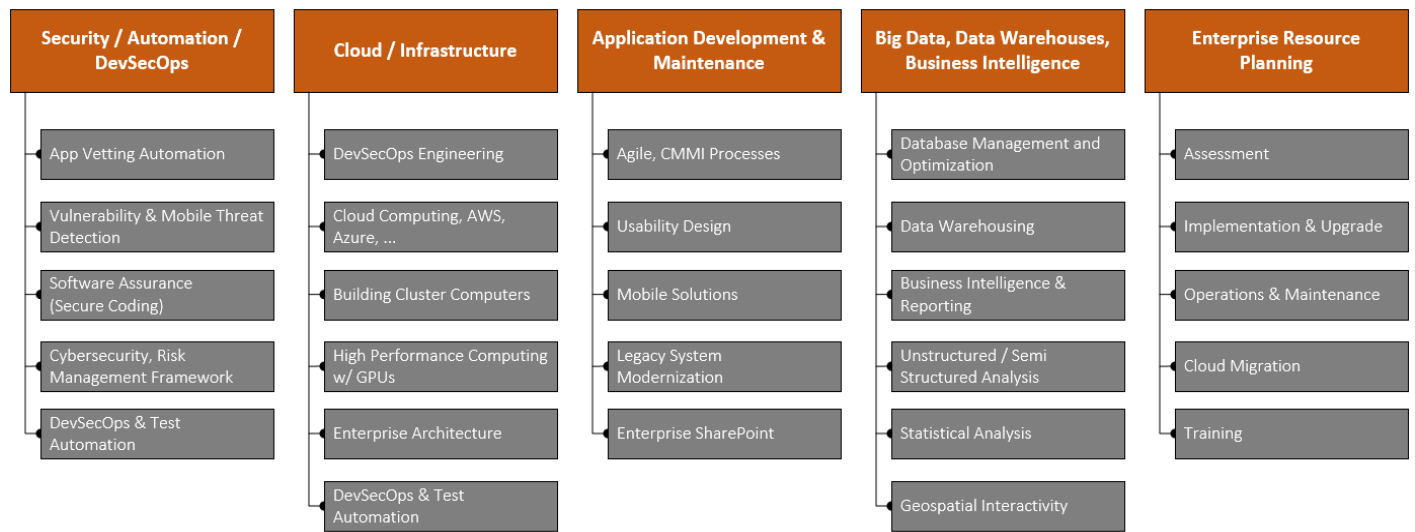 Security / Automation /
DevSecOps
App Vetting Automation
Vulnerability & Mobile Threat
Detection
Software Assurance
(Secure Coding)
Cybersecurity, Risk
Management Framework
DevSecOps & Test
Automation
Cloud / Infrastructure
DevSecOps Engineering
Cloud Computing, AWS,
Azure, ...
Building Cluster Computers
High Performance Computing
w/ GPUs
Enterprise Architecture
DevSecOps & Test
Automation
Application Development &
Maintenance
Agile, CMMI Processes
Usability Design
Mobile Solutions
Legacy System
Modernization
Enterprise SharePoint
Big Data, Data Warehouses,
Business Intelligence
Database Management and
Optimization
Data Warehousing
Business Intelligence &
Reporting
Unstructured / Semi
Structured Analysis
Statistical Analysis
Geospatial Interactivity
Enterprise Resource
Planning
Assessment
Implementation & Upgrade
Operations & Maintenance
Cloud Migration
Training